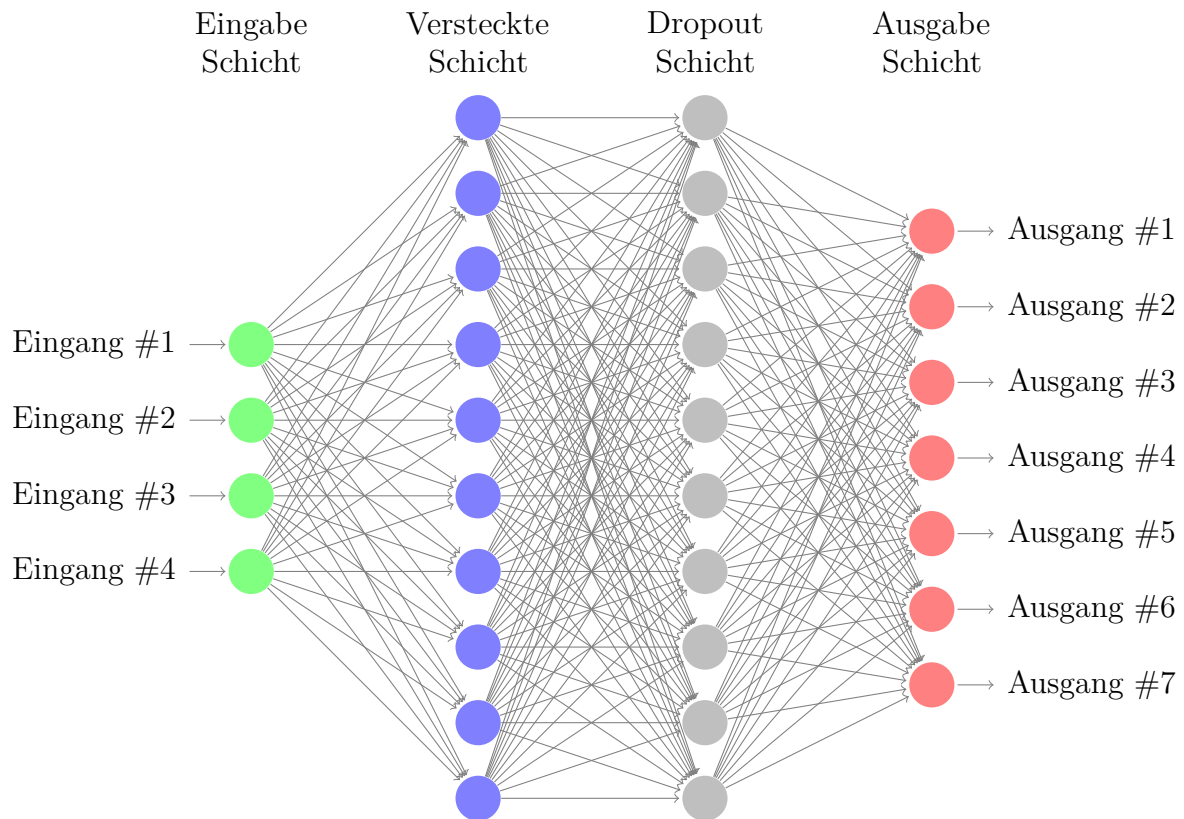 Eingabe
Schicht
Versteckte
Schicht
Dropout
Schicht
Ausgabe
Schicht
Eingang #1
Eingang #2
Eingang #3
Eingang #4
Ausgang #1
Ausgang #2
Ausgang #3
Ausgang #4
Ausgang #5
Ausgang #6
Ausgang #7